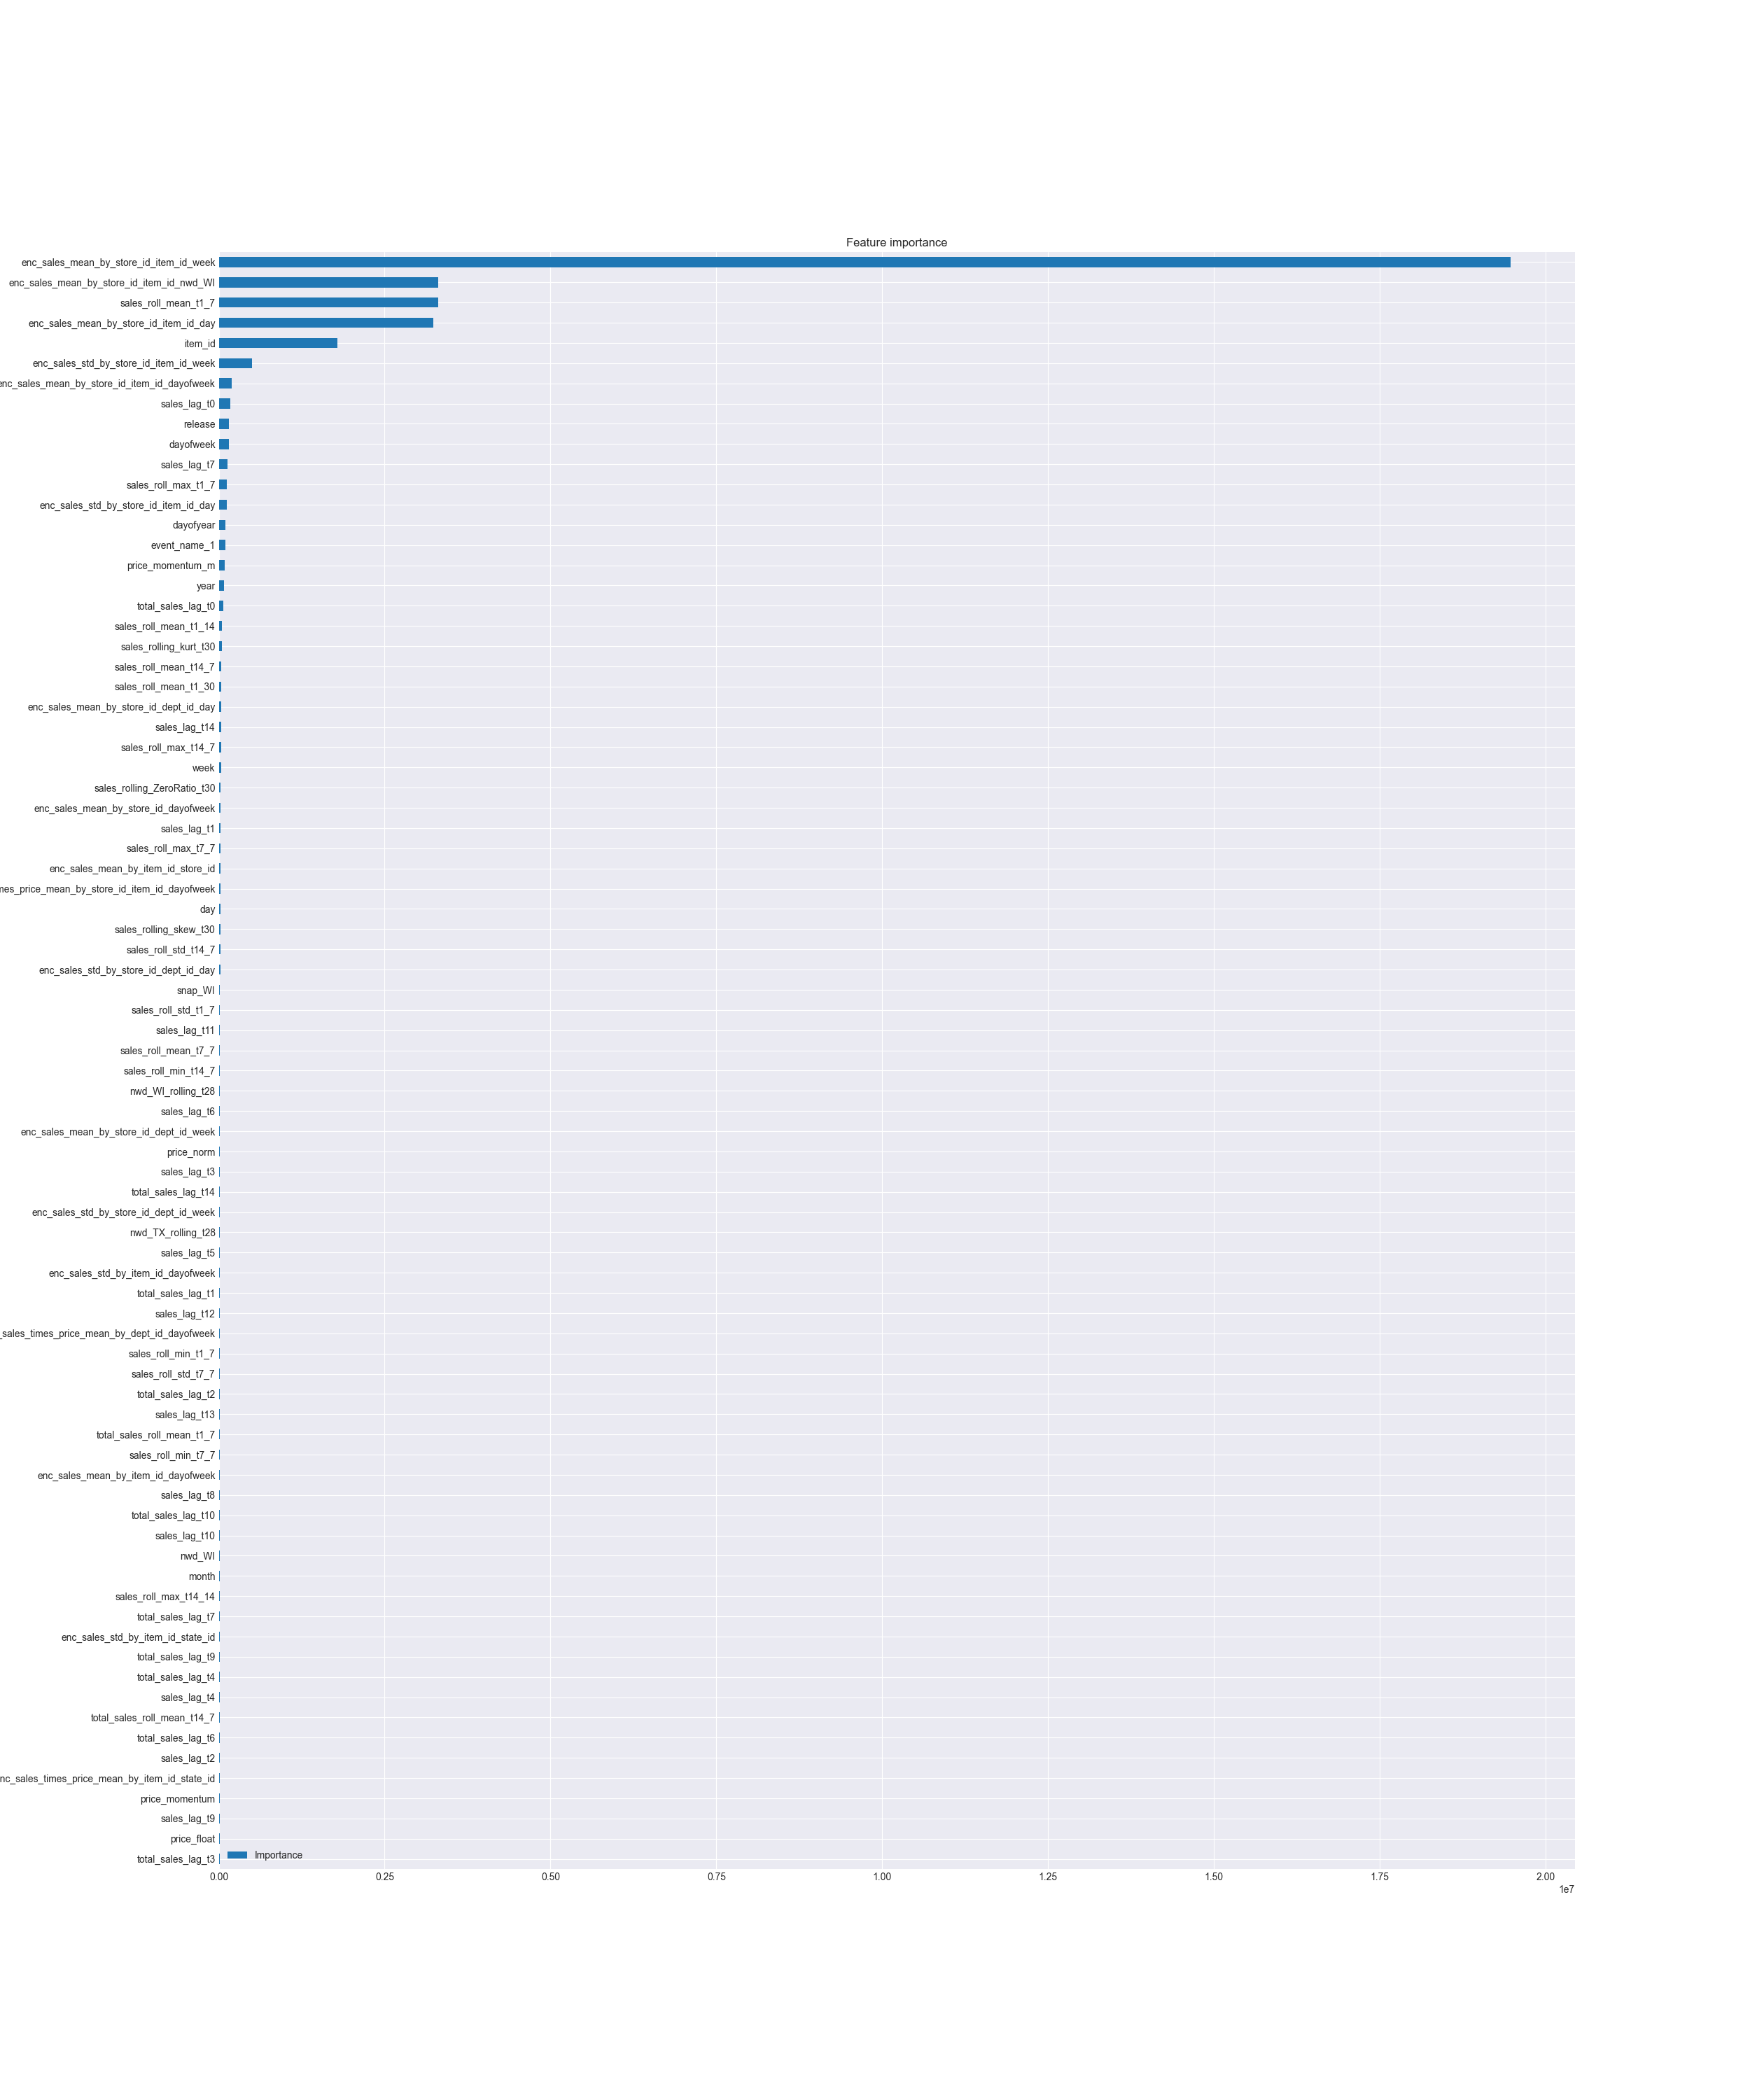 Feature importance
enc_sales_mean_by_store_id_item_id_week
enc_sales_mean_by_store_id_item_id_nwd_WI
sales_roll_mean_t1_7
enc_sales_mean_by_store_id_item_id_day
item_id
enc_sales_std_by_store_id_item_id_week
enc_sales_mean_by_store_id_item_id_dayofweek
sales_lag_t0
release
dayofweek
sales_lag_t7
sales_roll_max_t1_7
enc_sales_std_by_store_id_item_id_day
dayofyear
event_name_1
price_momentum_m
year
total_sales_lag_t0
sales_roll_mean_t1_14
sales_rolling_kurt_t30
sales_roll_mean_t14_7
sales_roll_mean_t1_30
enc_sales_mean_by_store_id_dept_id_day
sales_lag_t14
sales_roll_max_t14_7
week
sales_rolling_ZeroRatio_t30
enc_sales_mean_by_store_id_dayofweek
sales_lag_t1
sales_roll_max_t7_7
enc_sales_mean_by_item_id_store_id
mes_price_mean_by_store_id_item_id_dayofweek
day
sales_rolling_skew_t30
sales_roll_std_t14_7
enc_sales_std_by_store_id_dept_id_day
snap_WI
sales_roll_std_t1_7
sales_lag_t11
sales_roll_mean_t7_7
sales_roll_min_t14_7
nwd_WI_rolling_t28
sales_lag_t6
enc_sales_mean_by_store_id_dept_id_week
price_norm
sales_lag_t3
total_sales_lag_t14
enc_sales_std_by_store_id_dept_id_week
nwd_TX_rolling_t28
sales_lag_t5
enc_sales_std_by_item_id_dayofweek
total_sales_lag_t1
sales_lag_t12
_sales_times_price_mean_by_dept_id_dayofweek
sales_roll_min_t1_7
sales_roll_std_t7_7
total_sales_lag_t2
sales_lag_t13
total_sales_roll_mean_t1_7
sales_roll_min_t7_7
enc_sales_mean_by_item_id_dayofweek
sales_lag_t8
total_sales_lag_t10
sales_lag_t10
nwd_WI
month
sales_roll_max_t14_14
total_sales_lag_t7
enc_sales_std_by_item_id_state_id
total_sales_lag_t9
total_sales_lag_t4
sales_lag_t4
total_sales_roll_mean_t14_7
total_sales_lag_t6
sales_lag_t2
nc_sales_times_price_mean_by_item_id_state_id
price_momentum
sales_lag_t9
price_float
total_sales_lag_t3
Importance
0.00 0.25 0.50 0.75 1.00 1.25 1.50 1.75 2.00
1e7